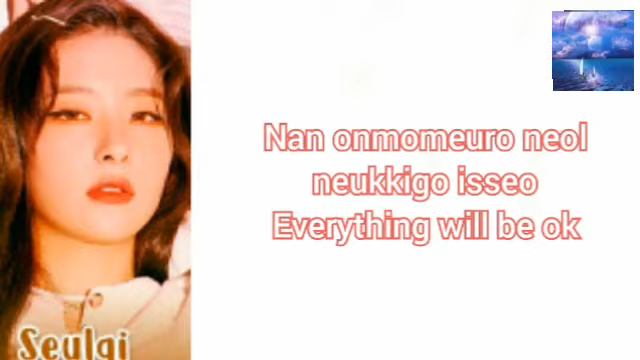 Nan onmomeuro neol
neukkigo isseo
Everything will be ok
Seulgi